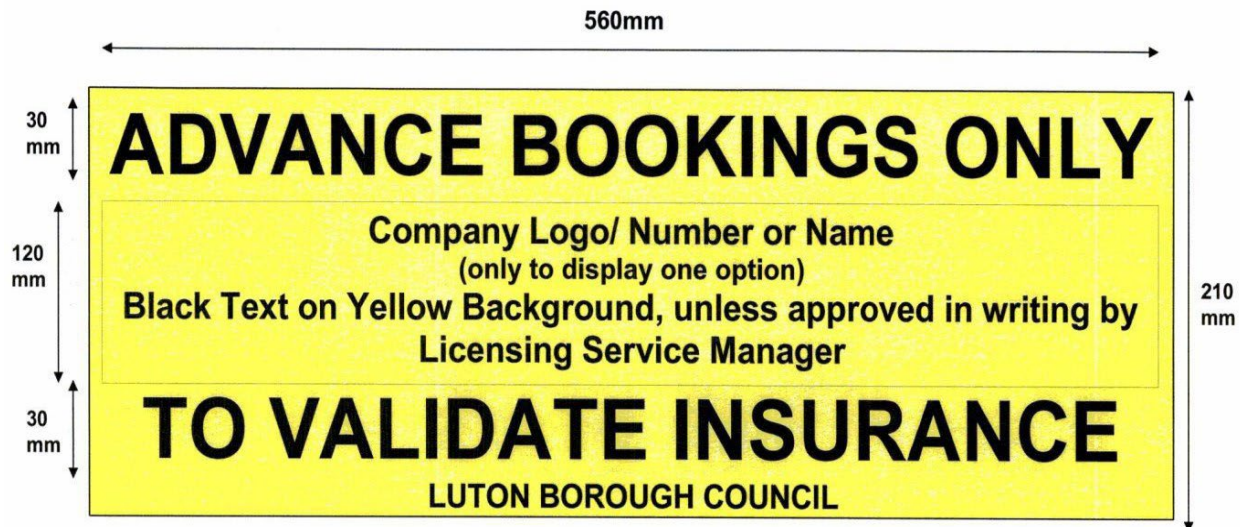 560mm
30
mm
ADVANCE BOOKINGS ONLY
120
mm
Company Logo/ Number or Name
(only to display one option)
Black Text on Yellow Background, unless approved in writing by
Licensing Service Manager
210
mm
30
mm
TO VALIDATE INSURANCE
LUTON BOROUGH COUNCIL